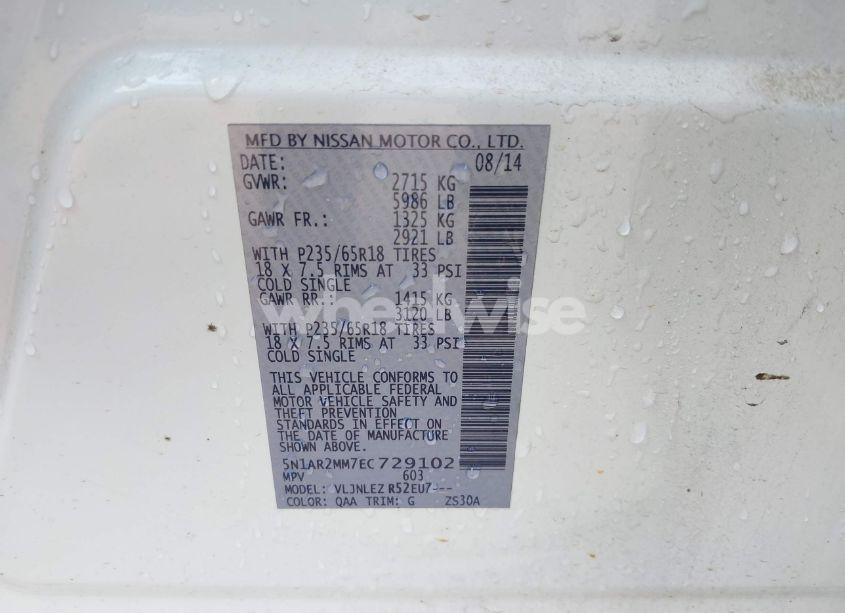 MFD BY NISSAN MOTOR CO., LTD.
DATE: 08/14
GVWR: 2715 KG
5986 LB
GAWR FR.: 1325 KG
2921 LB
WITH P235/65R18 TIRES
18 X 7.5 RIMS AT 33 PSI
COLD SINGLE
GAWR RR.: 1415 KG
3120 LB
WITH P235/65R18 TIRES
18 X 7.5 RIMS AT 33 PSI
COLD SINGLE
THIS VEHICLE CONFORMS TO
ALL APPLICABLE FEDERAL
MOTOR VEHICLE SAFETY AND
THEFT PREVENTION
STANDARDS IN EFFECT ON
THE DATE OF MANUFACTURE
SHOWN ABOVE.
5N1AR2MM7EC729102
MPV 603
MODEL: VLJNLEZ
COLOR: QAA TRIM: G ZS30A
wheelwise